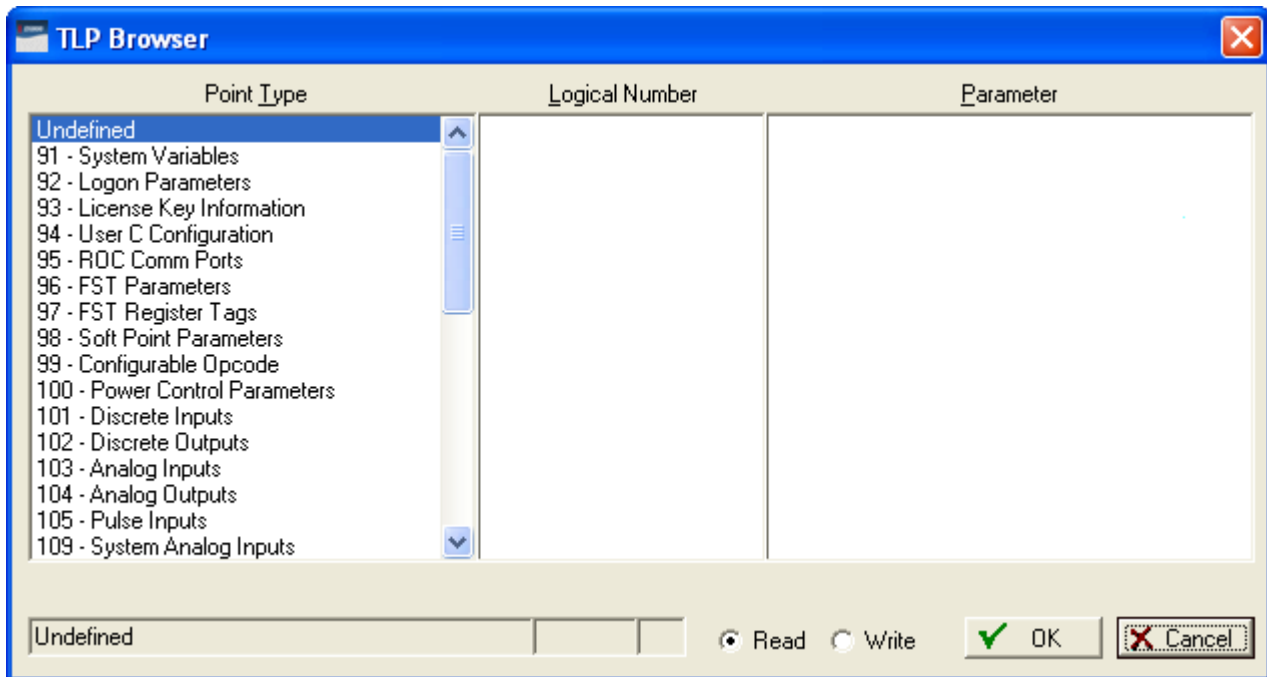 TLP Browser
Point Type
Logical Number
Parameter
Undefined
91 - System Variables
92 - Logon Parameters
93 - License Key Information
94 - User C Configuration
95 - ROC Comm Ports
96 - FST Parameters
97 - FST Register Tags
98 - Soft Point Parameters
99 - Configurable Opcode
100 - Power Control Parameters
101 - Discrete Inputs
102 - Discrete Outputs
103 - Analog Inputs
104 - Analog Outputs
105 - Pulse Inputs
109 - System Analog Inputs
Undefined
Read
Write
OK
Cancel